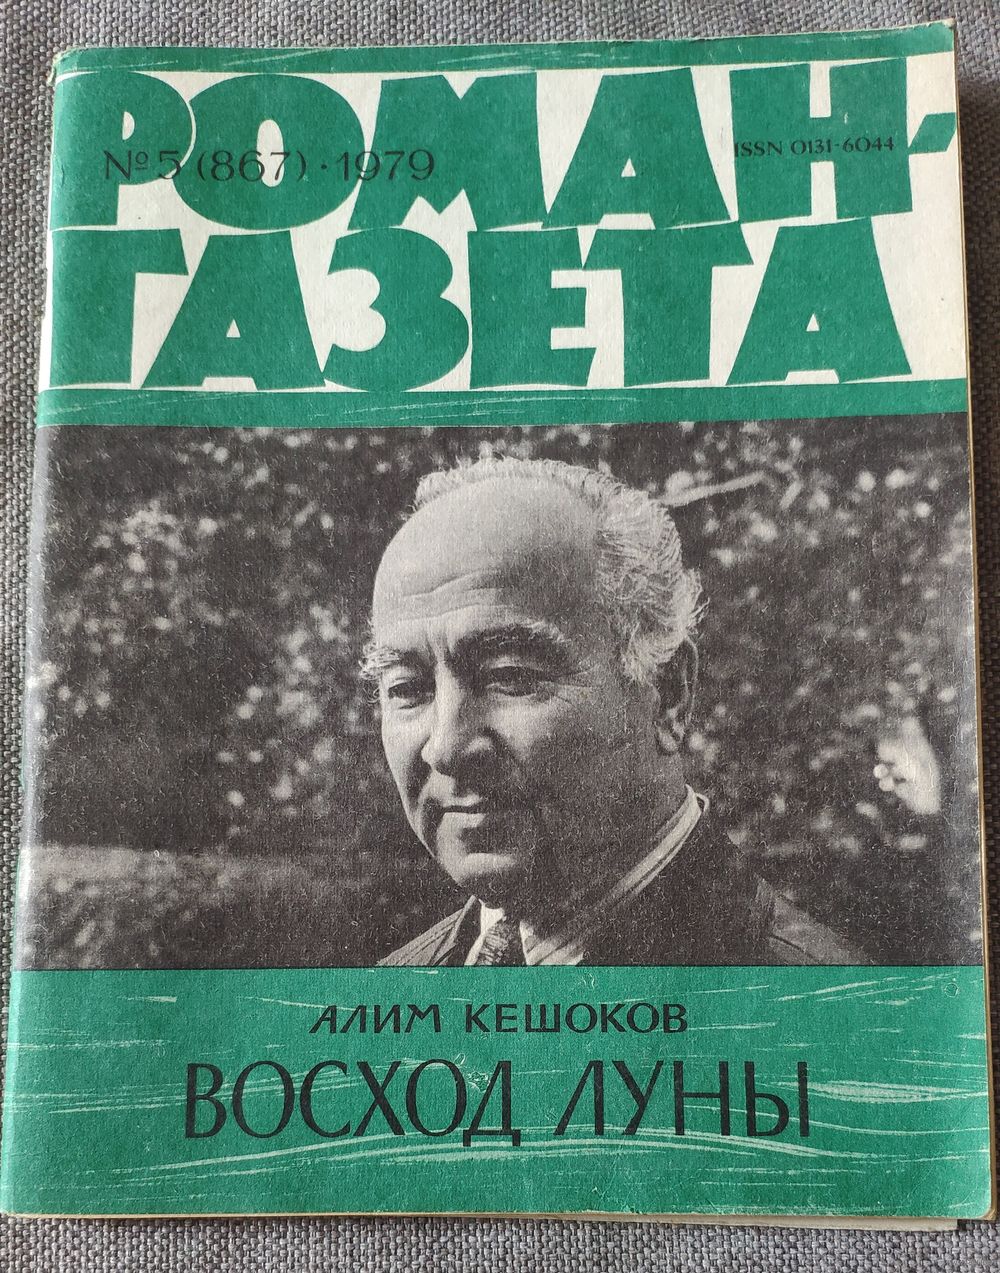 РОМАН-
№5 (867) · 1979
ISSN 0131-6044
ГАЗЕТА
АЛИМ КЕШОКОВ
ВОСХОД ЛУНЫ